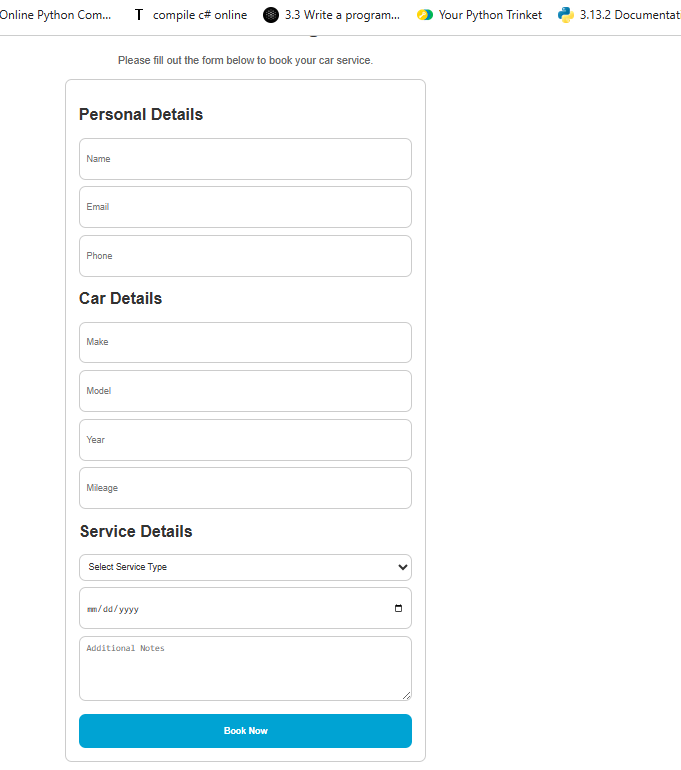 Online Python Com... compile c# online 3.3 Write a program... Your Python Trinket 3.13.2 Documentat
Please fill out the form below to book your car service.
Personal Details
Name
Email
Phone
Car Details
Make
Model
Year
Mileage
Service Details
Select Service Type
mm/dd/yyyy
Additional Notes
Book Now